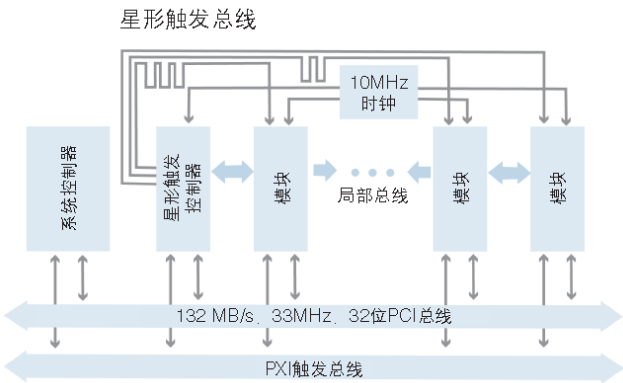 星形触发总线
10MHz
时钟
系统控制器
星形触发
控制器
模块
局部总线
模块
模块
132 MB/s、33MHz、32位PCI总线
PXI触发总线